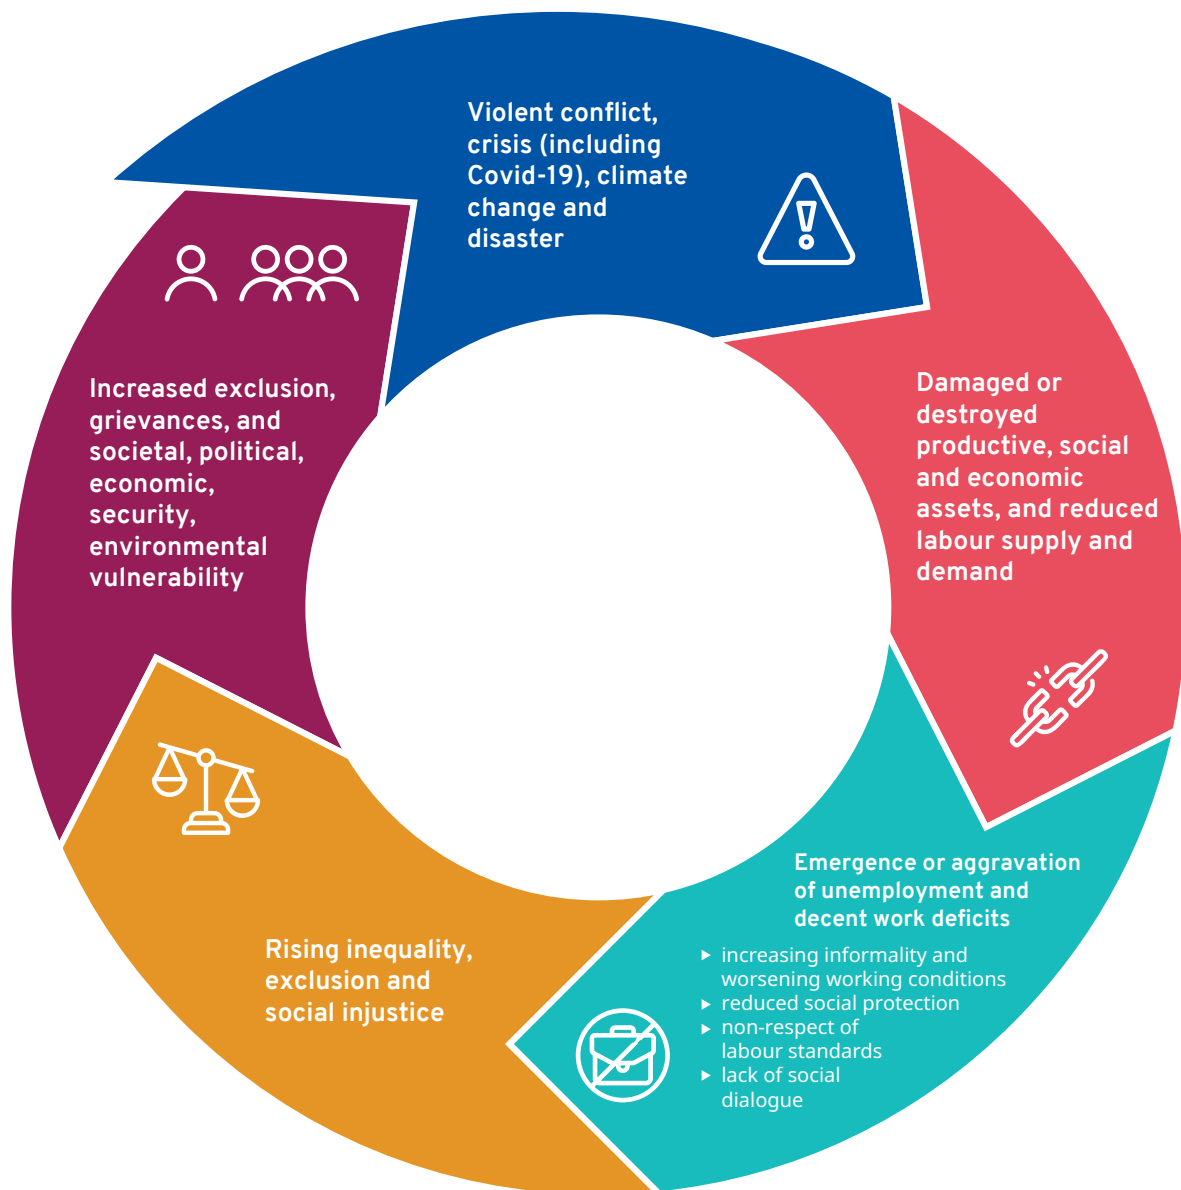 Violent conflict,
crisis (including
Covid-19), climate
change and
disaster
Damaged or
destroyed
productive, social
and economic
assets, and reduced
labour supply and
demand
Emergence or aggravation
of unemployment and
decent work deficits
▶ increasing informality and
worsening working conditions
▶ reduced social protection
▶ non-respect of
labour standards
▶ lack of social
dialogue
Rising inequality,
exclusion and
social injustice
Increased exclusion,
grievances, and
societal, political,
economic,
security,
environmental
vulnerability